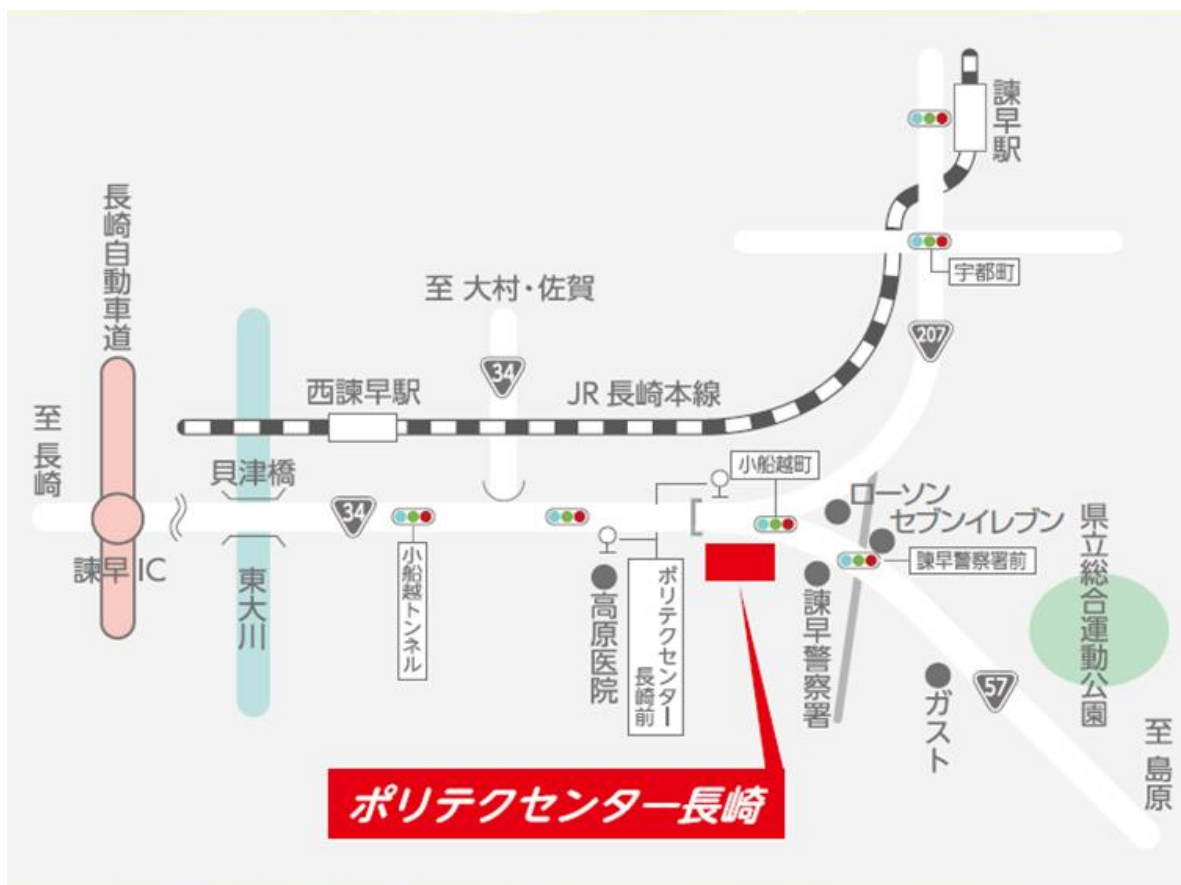 諫早駅
長崎自動車道
宇都町
至 大村・佐賀
207
34
西諫早駅
JR 長崎本線
至 長崎
貝津橋
小船越町
ローソン
セブンイレブン
34
県立総合運動公園
諫早IC
東大川
小船越トンネル
高原医院
ポリテクセンター
長崎前
諫早警察署
諫早警察署前
ガスト
57
至 島原
ポリテクセンター長崎